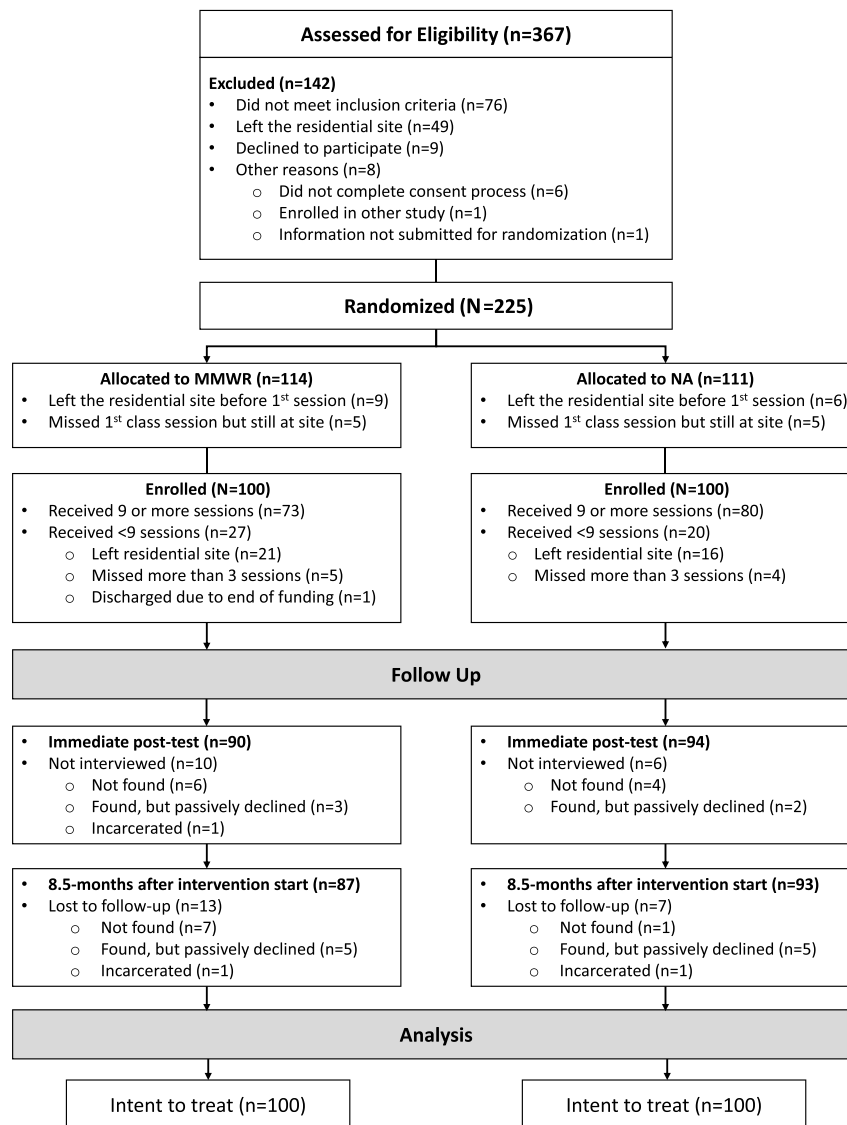 Assessed for Eligibility (n=367)
Excluded (n=142)
• Did not meet inclusion criteria (n=76)
• Left the residential site (n=49)
• Declined to participate (n=9)
• Other reasons (n=8)
o Did not complete consent process (n=6)
o Enrolled in other study (n=1)
o Information not submitted for randomization (n=1)
Randomized (N=225)
Allocated to MMWR (n=114)
• Left the residential site before 1st session (n=9)
• Missed 1st class session but still at site (n=5)
Allocated to NA (n=111)
• Left the residential site before 1st session (n=6)
• Missed 1st class session but still at site (n=5)
Enrolled (N=100)
• Received 9 or more sessions (n=73)
• Received <9 sessions (n=27)
o Left residential site (n=21)
o Missed more than 3 sessions (n=5)
o Discharged due to end of funding (n=1)
Enrolled (N=100)
• Received 9 or more sessions (n=80)
• Received <9 sessions (n=20)
o Left residential site (n=16)
o Missed more than 3 sessions (n=4)
Follow Up
• Immediate post-test (n=90)
• Not interviewed (n=10)
o Not found (n=6)
o Found, but passively declined (n=3)
o Incarcerated (n=1)
• Immediate post-test (n=94)
• Not interviewed (n=6)
o Not found (n=4)
o Found, but passively declined (n=2)
• 8.5-months after intervention start (n=87)
• Lost to follow-up (n=13)
o Not found (n=7)
o Found, but passively declined (n=5)
o Incarcerated (n=1)
• 8.5-months after intervention start (n=93)
• Lost to follow-up (n=7)
o Not found (n=1)
o Found, but passively declined (n=5)
o Incarcerated (n=1)
Analysis
Intent to treat (n=100)
Intent to treat (n=100)